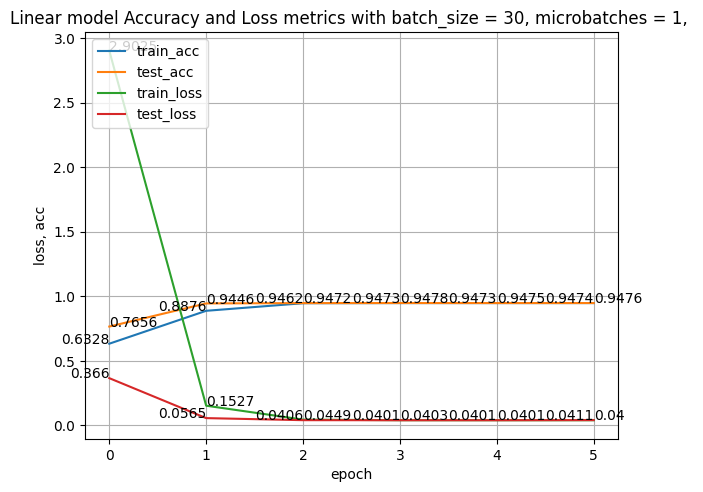 Linear model Accuracy and Loss metrics with batch_size = 30, microbatches = 1,
3.0
2.5
2.0
1.5
1.0
0.5
0.0
loss, acc
2.9025
train_acc
test_acc
train_loss
test_loss
0.6328 0.7656 0.8876 0.9446 0.9462 0.9472 0.9473 0.9478 0.9473 0.9475 0.9474 0.9476
0.366 0.0565 0.1527 0.0406 0.0449 0.0401 0.0403 0.0401 0.0401 0.0411 0.04
0 1 2 3 4 5
epoch